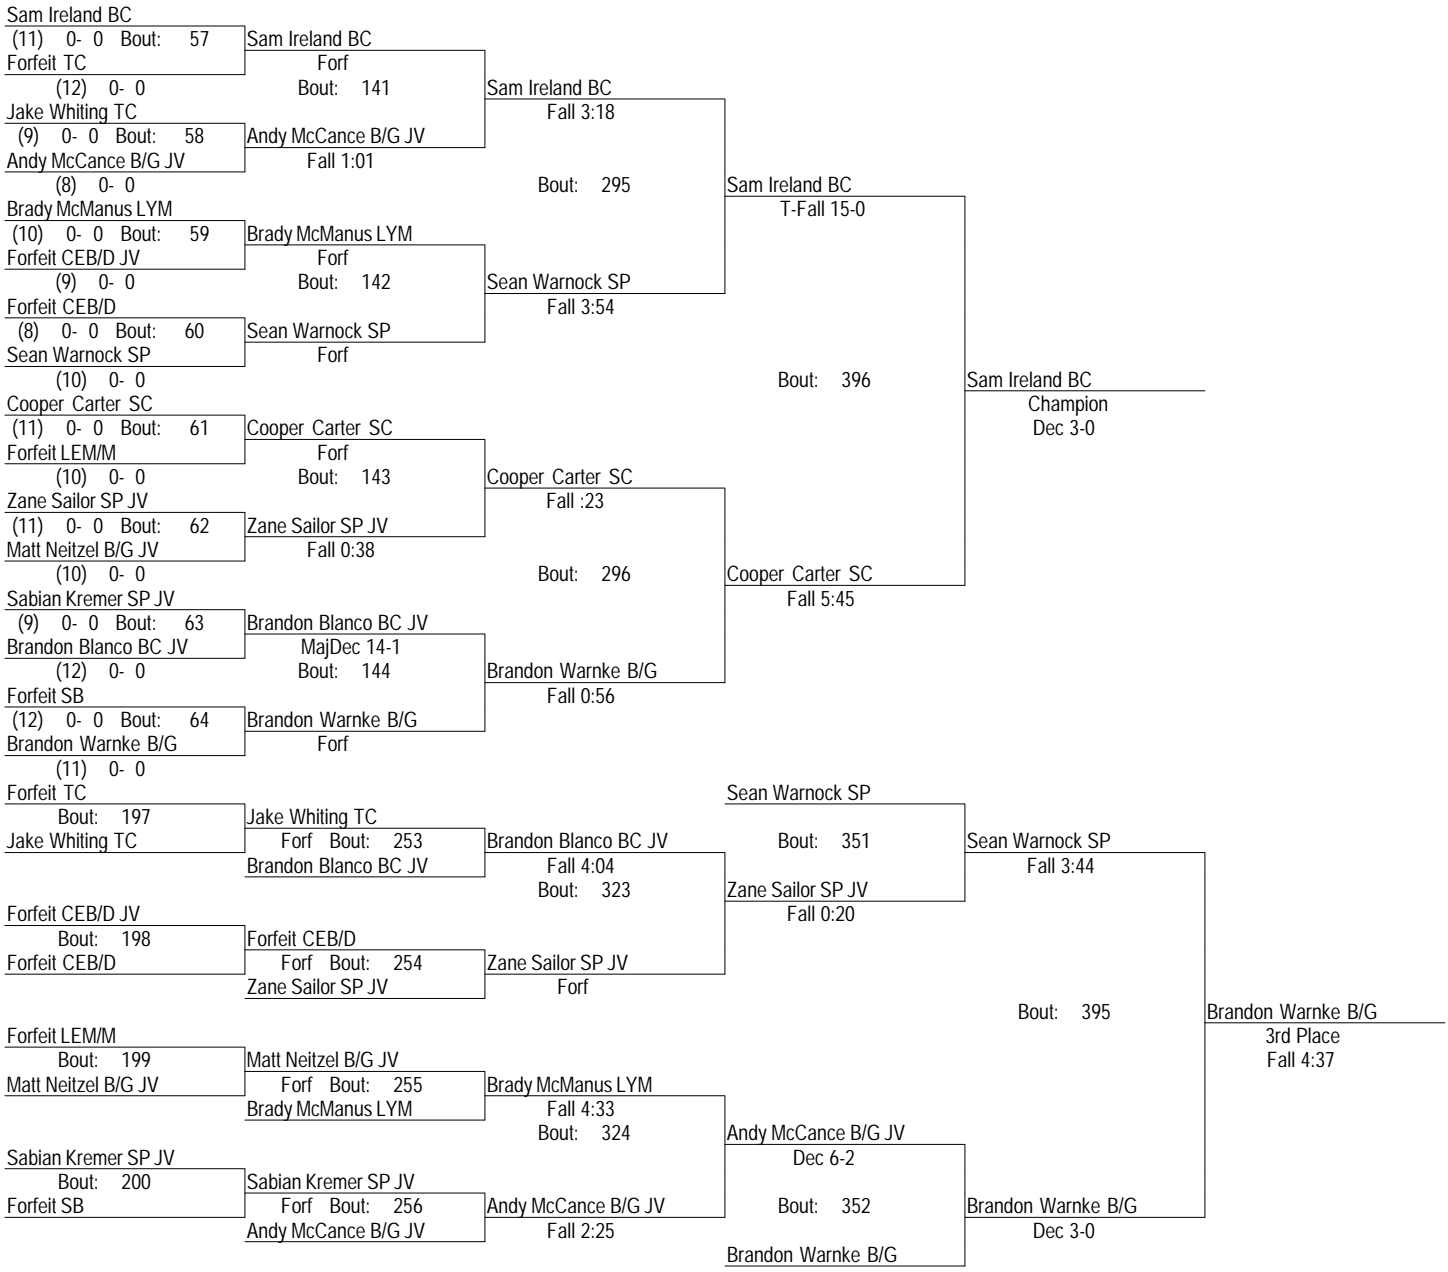 Sam Ireland BC
(11) 0- 0 Bout: 57 Sam Ireland BC
Forfeit TC Forf
(12) 0- 0 Bout: 141 Sam Ireland BC
Jake Whiting TC Fall 3:18
(9) 0- 0 Bout: 58 Andy McCance B/G JV
Andy McCance B/G JV Fall 1:01
(8) 0- 0 Bout: 295 Sam Ireland BC
Brady McManus LYM T-Fall 15-0
(10) 0- 0 Bout: 59 Brady McManus LYM
Forfeit CEB/D JV Forf
(9) 0- 0 Bout: 142 Sean Warnock SP
Forfeit CEB/D Fall 3:54
(8) 0- 0 Bout: 60 Sean Warnock SP
Sean Warnock SP Forf
(10) 0- 0 Bout: 396 Sam Ireland BC
Cooper Carter SC Champion
(11) 0- 0 Bout: 61 Cooper Carter SC Dec 3-0
Forfeit LEM/M Forf
(10) 0- 0 Bout: 143 Cooper Carter SC
Zane Sailor SP JV Fall :23
(11) 0- 0 Bout: 62 Zane Sailor SP JV
Matt Neitzel B/G JV Fall 0:38
(10) 0- 0 Bout: 296 Cooper Carter SC
Sabian Kremer SP JV Fall 5:45
(9) 0- 0 Bout: 63 Brandon Blanco BC JV
Brandon Blanco BC JV MajDec 14-1
(12) 0- 0 Bout: 144 Brandon Warnke B/G
Forfeit SB Fall 0:56
(12) 0- 0 Bout: 64 Brandon Warnke B/G
Brandon Warnke B/G Forf
(11) 0- 0
Forfeit TC Sean Warnock SP
Bout: 197 Jake Whiting TC
Jake Whiting TC Forf Bout: 253 Brandon Blanco BC JV Bout: 351 Sean Warnock SP
Brandon Blanco BC JV Fall 4:04 Fall 3:44
Bout: 323 Zane Sailor SP JV
Forfeit CEB/D JV Fall 0:20
Bout: 198 Forfeit CEB/D
Forfeit CEB/D Forf Bout: 254 Zane Sailor SP JV
Zane Sailor SP JV Forf
Bout: 395 Brandon Warnke B/G
Forfeit LEM/M 3rd Place
Bout: 199 Matt Neitzel B/G JV Fall 4:37
Matt Neitzel B/G JV Forf Bout: 255 Brady McManus LYM
Brady McManus LYM Fall 4:33
Bout: 324 Andy McCance B/G JV
Sabian Kremer SP JV Dec 6-2
Bout: 200 Sabian Kremer SP JV
Forfeit SB Forf Bout: 256 Andy McCance B/G JV Bout: 352 Brandon Warnke B/G
Andy McCance B/G JV Fall 2:25 Dec 3-0
Brandon Warnke B/G